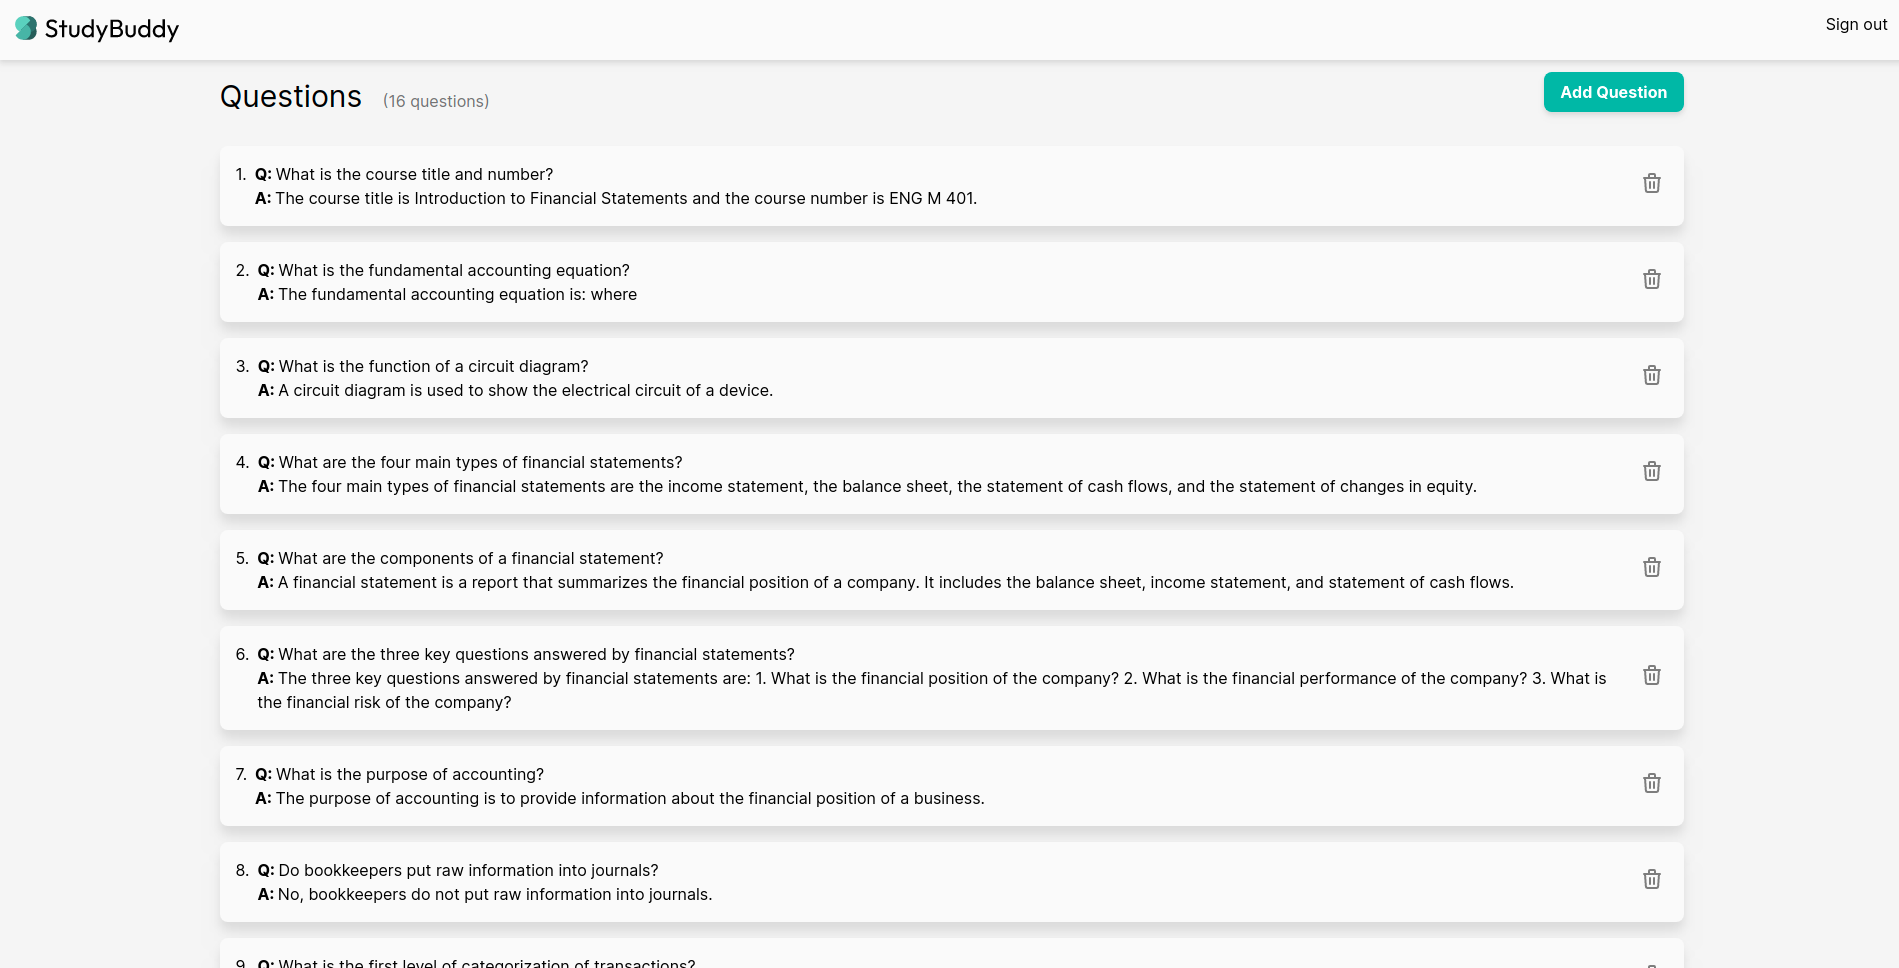 StudyBuddy
Sign out
Questions (16 questions)
Add Question
1. Q: What is the course title and number?
A: The course title is Introduction to Financial Statements and the course number is ENG M 401.
2. Q: What is the fundamental accounting equation?
A: The fundamental accounting equation is: where
3. Q: What is the function of a circuit diagram?
A: A circuit diagram is used to show the electrical circuit of a device.
4. Q: What are the four main types of financial statements?
A: The four main types of financial statements are the income statement, the balance sheet, the statement of cash flows, and the statement of changes in equity.
5. Q: What are the components of a financial statement?
A: A financial statement is a report that summarizes the financial position of a company. It includes the balance sheet, income statement, and statement of cash flows.
6. Q: What are the three key questions answered by financial statements?
A: The three key questions answered by financial statements are: 1. What is the financial position of the company? 2. What is the financial performance of the company? 3. What is
the financial risk of the company?
7. Q: What is the purpose of accounting?
A: The purpose of accounting is to provide information about the financial position of a business.
8. Q: Do bookkeepers put raw information into journals?
A: No, bookkeepers do not put raw information into journals.
9. Q: What is the first level of categorization of transactions?